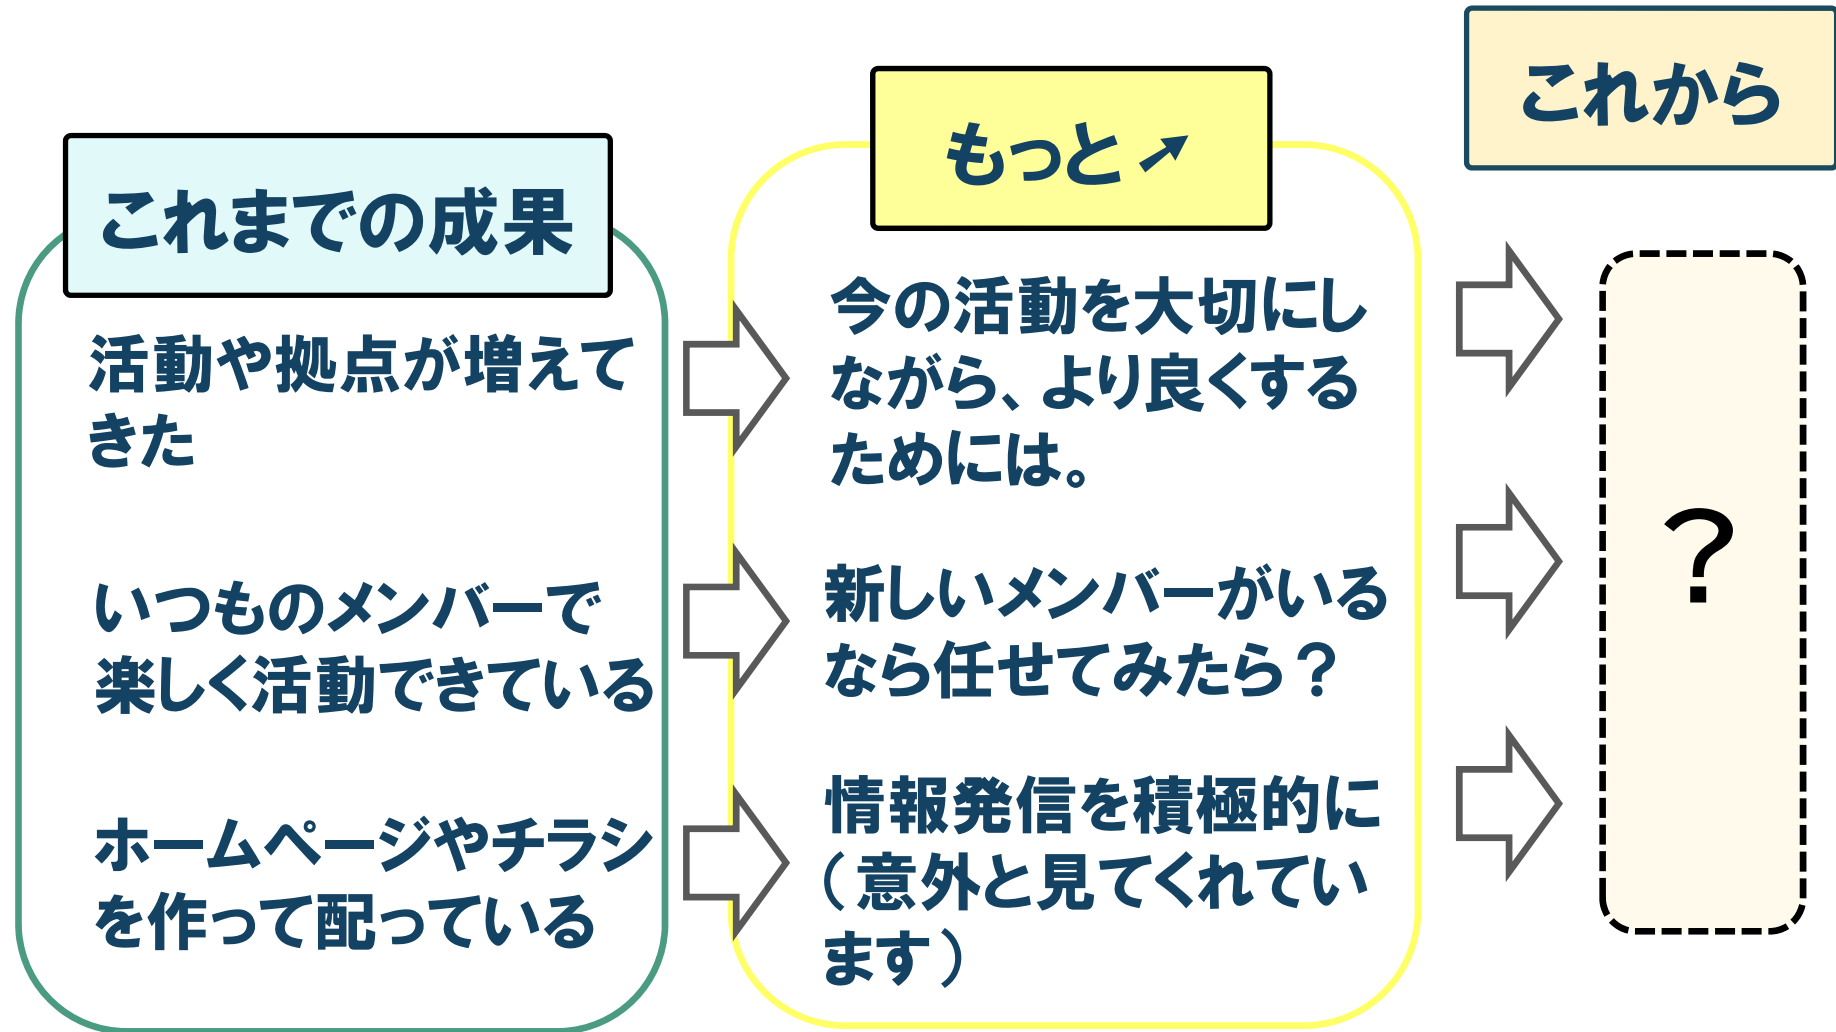 これまでの成果
活動や拠点が増えて
きた
いつものメンバーで
楽しく活動できている
ホームページやチラシ
を作って配っている
もっと➚
今の活動を大切にし
ながら、より良くする
ためには。
新しいメンバーがいる
なら任せてみたら？
情報発信を積極的に
（意外と見てくれてい
ます）
これから
？